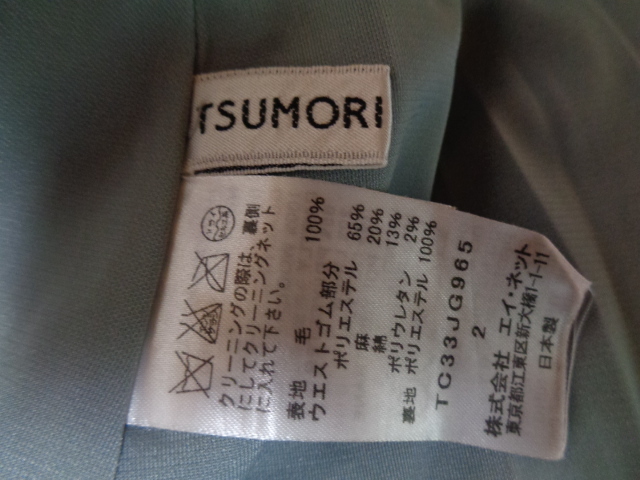 TSUMORI
クリーニングの際は、裏側
にしてクリーニングネット
に入れて下さい。
表地 毛 100%
ウエストゴム部分
ポリエステル 65%
麻 20%
綿 13%
ポリウレタン 2%
裏地 ポリエステル 100%
TC33JG965
2
株式会社 エイ・ネット
東京都江東区新大橋1-1-11
日本製